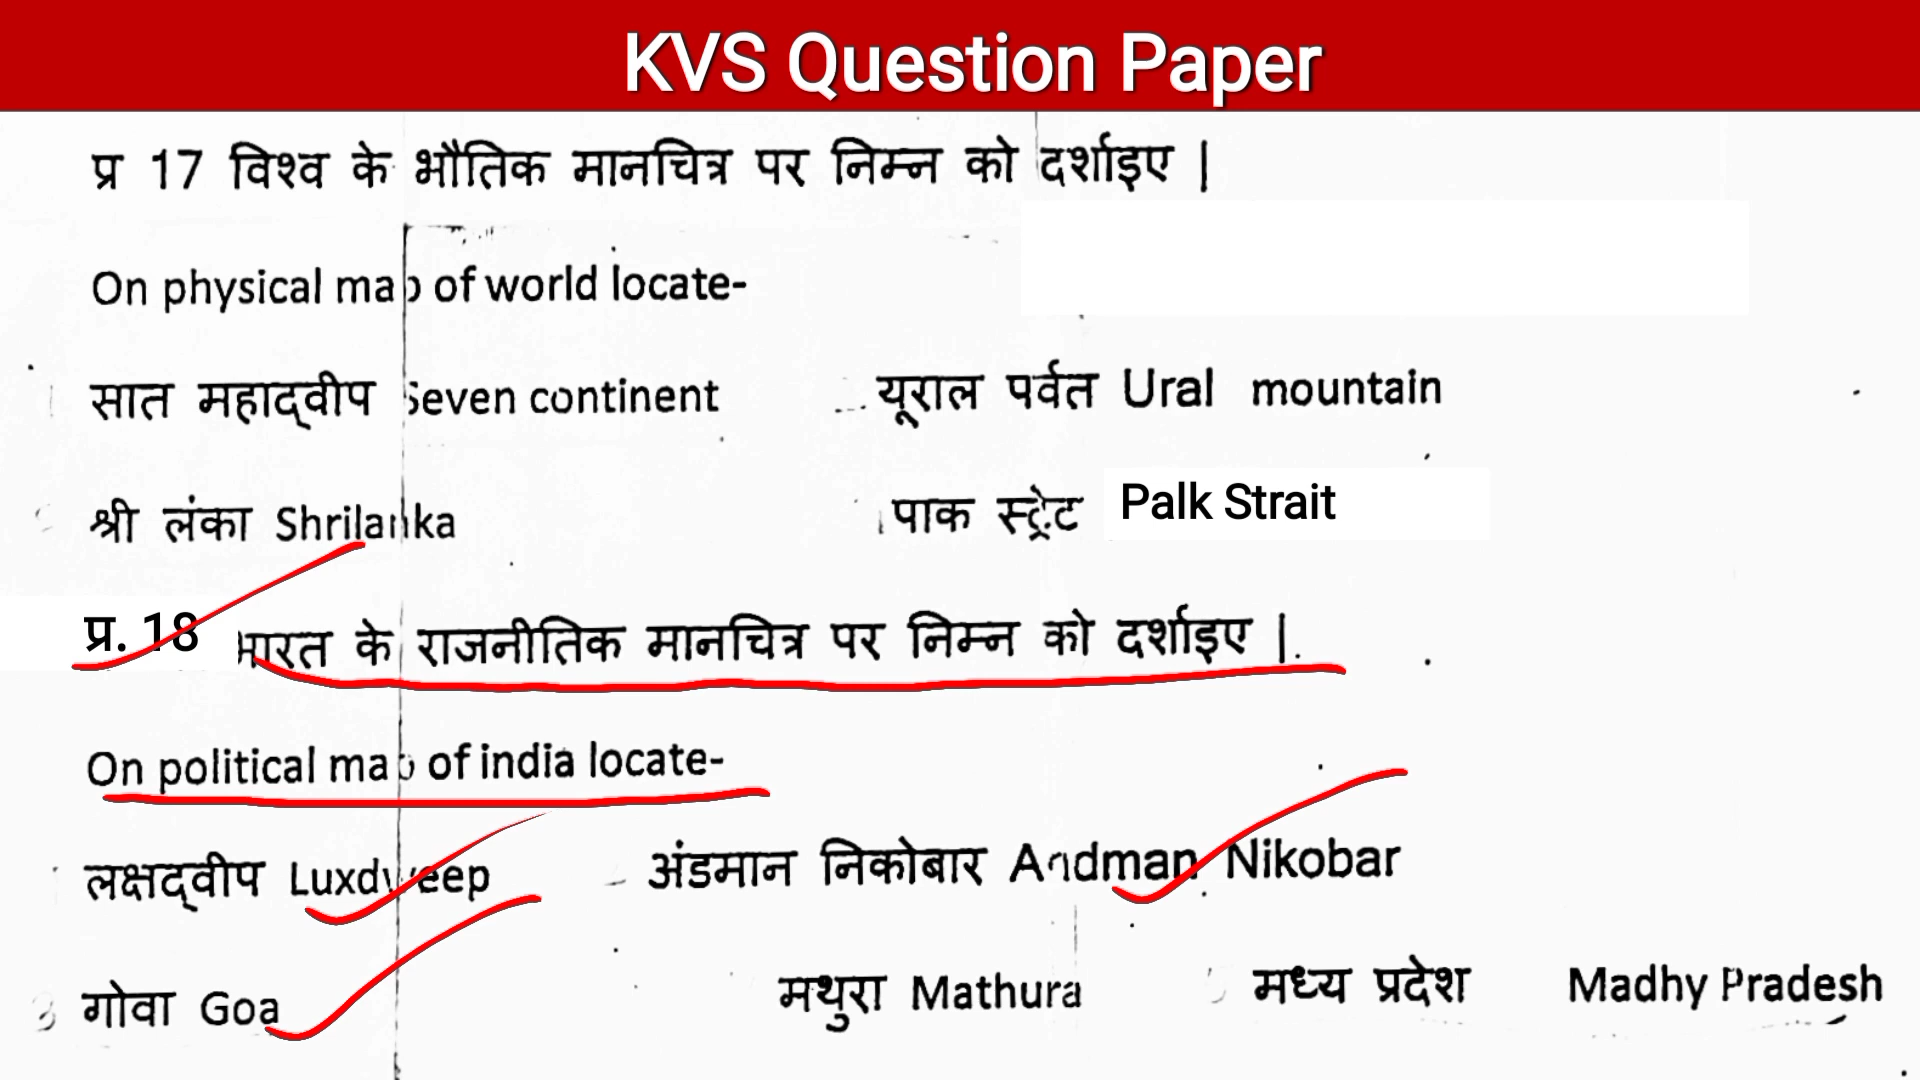 KVS Question Paper
प्र 17 विश्व के भौतिक मानचित्र पर निम्न को दर्शाइए |
On physical map of world locate-
सात महाद्वीप Seven continent यूराल पर्वत Ural mountain
श्री लंका Shrilanka पाक स्ट्रेट Palk Strait
प्र. 18 भारत के राजनीतिक मानचित्र पर निम्न को दर्शाइए |.
On political map of india locate-
लक्षद्वीप Luxdweep अंडमान निकोबार Andman Nikobar
गोवा Goa मथुरा Mathura मध्य प्रदेश Madhy Pradesh